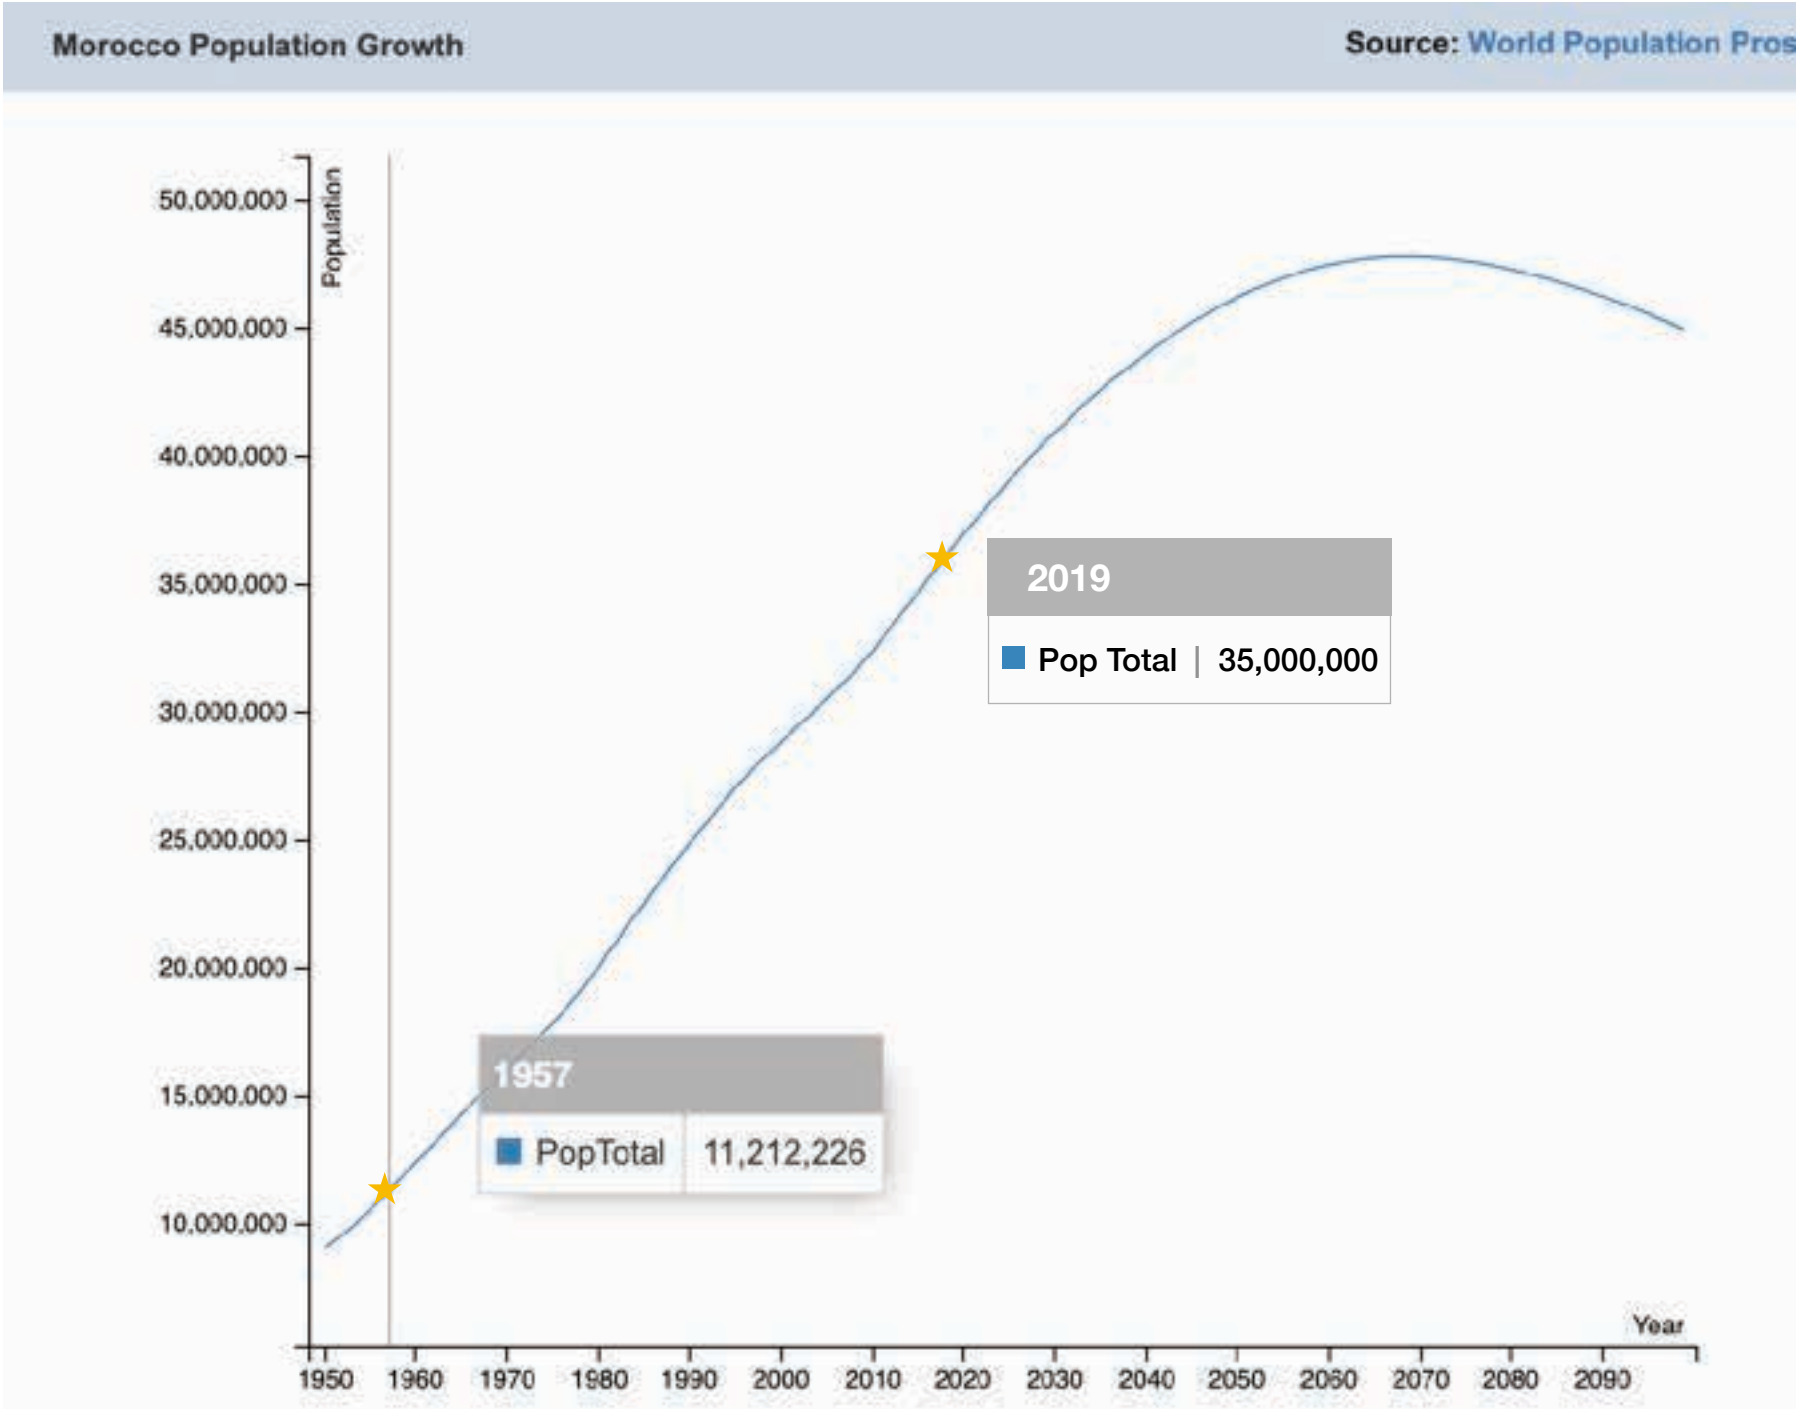 Morocco Population Growth
Source: World Population Pros
Population
50,000,000
45,000,000
40,000,000
35,000,000
30,000,000
25,000,000
20,000,000
15,000,000
10,000,000
2019
Pop Total | 35,000,000
1957
PopTotal 11,212,226
Year
1950 1960 1970 1980 1990 2000 2010 2020 2030 2040 2050 2060 2070 2080 2090